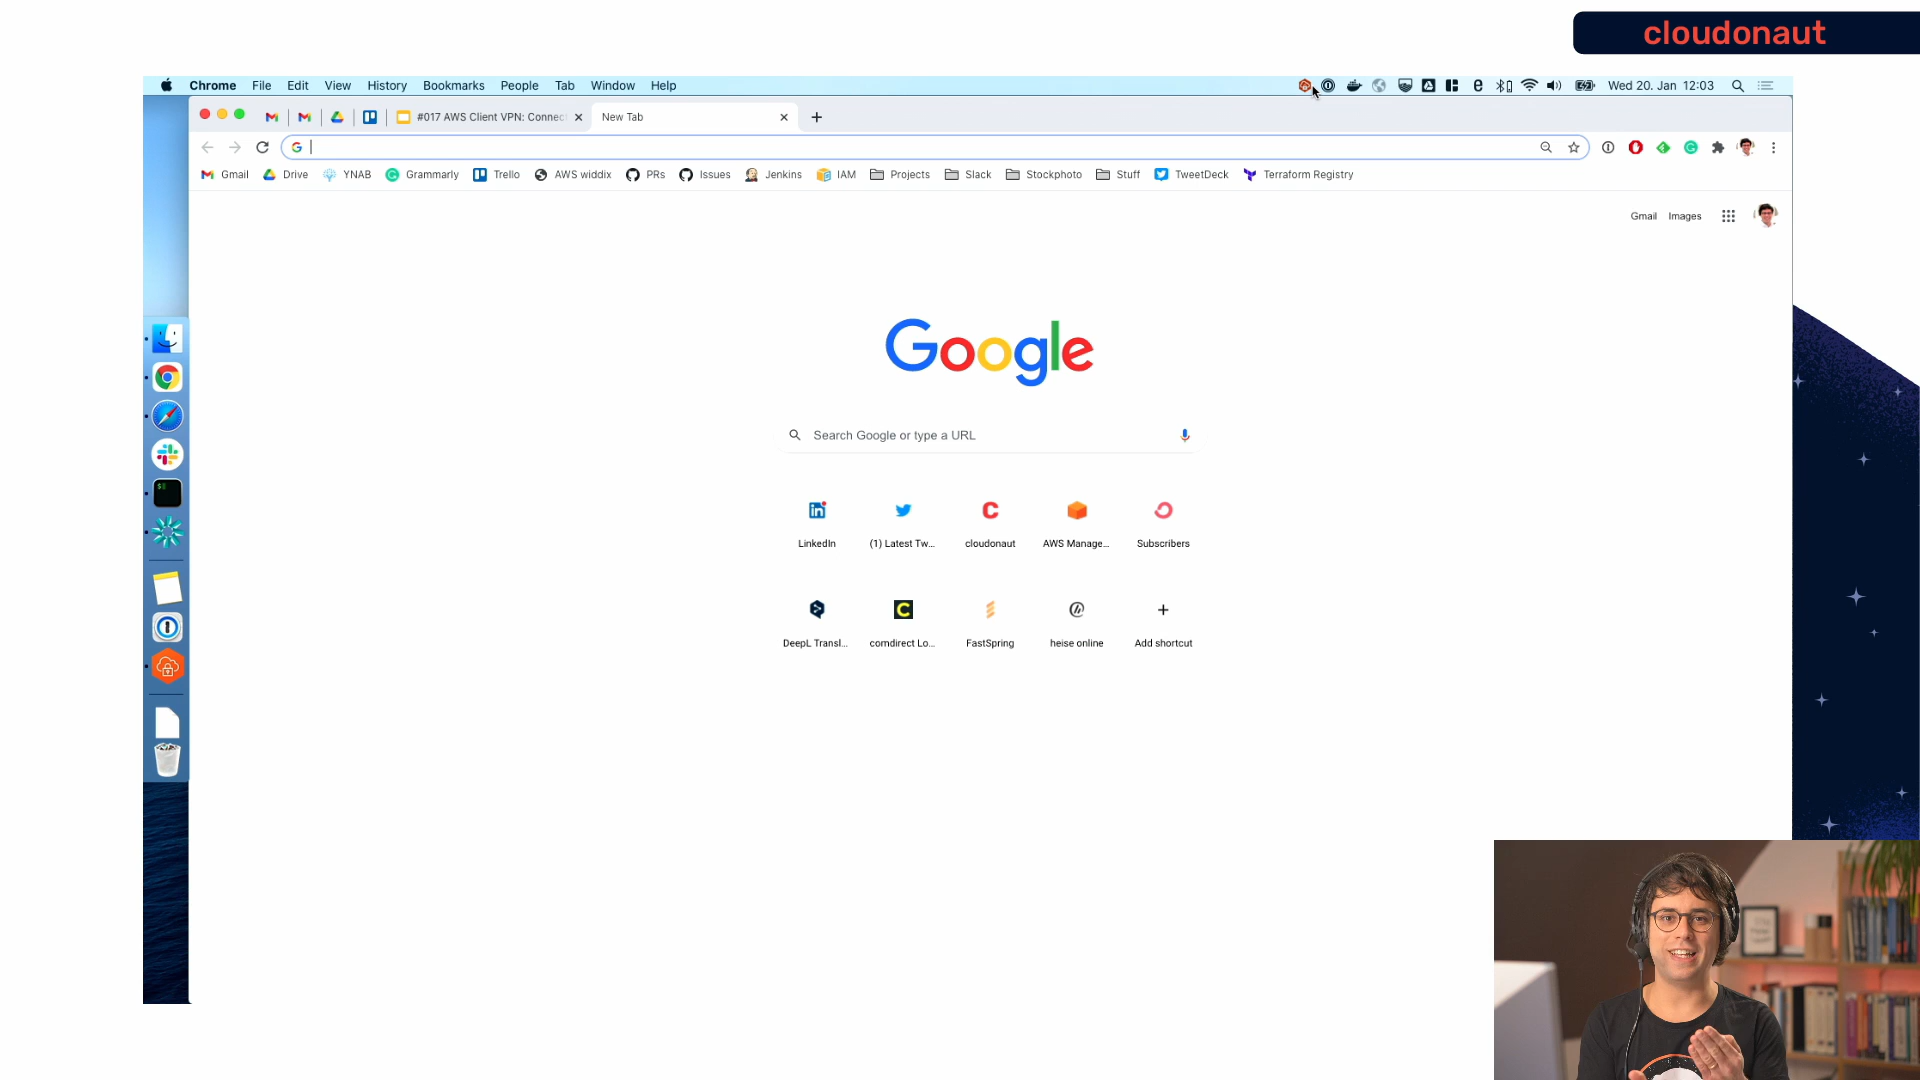 cloudonaut
Chrome File Edit View History Bookmarks People Tab Window Help Wed 20. Jan 12:03
#017 AWS Client VPN: Connec New Tab
Gmail Drive YNAB Grammarly Trello AWS widdix PRs Issues Jenkins IAM Projects Slack Stockphoto Stuff TweetDeck Terraform Registry
Gmail Images
Google
Search Google or type a URL
LinkedIn (1) Latest Tw... cloudonaut AWS Manage... Subscribers
DeepL Transl... comdirect Lo... FastSpring heise online Add shortcut